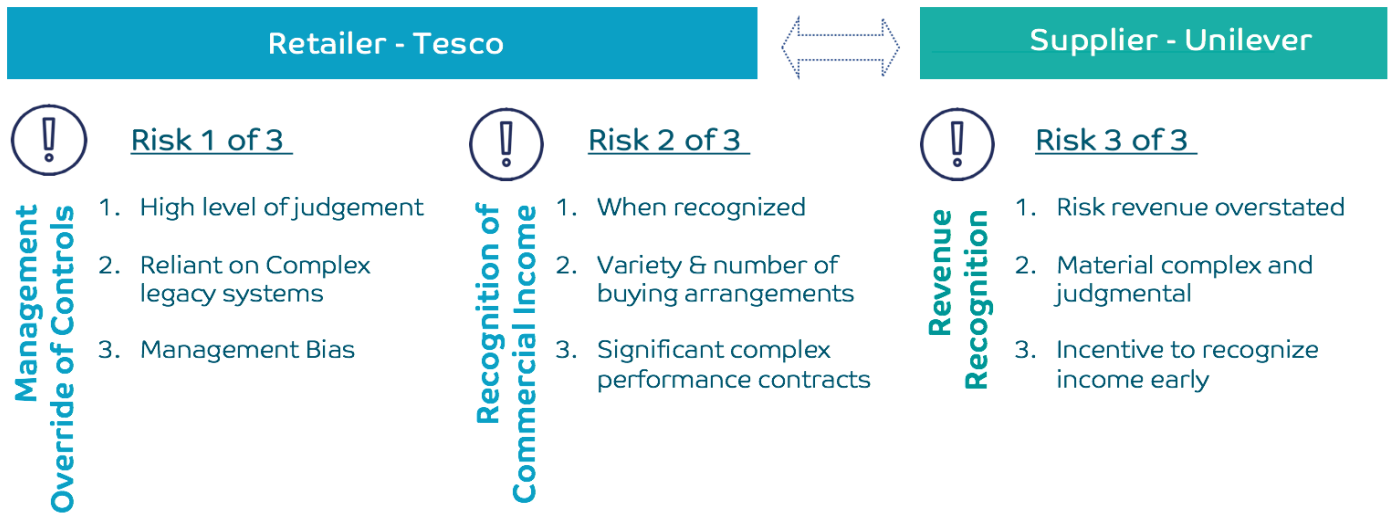 Retailer - Tesco
Supplier - Unilever
Risk 1 of 3
Management
Override of Controls
1. High level of judgement
2. Reliant on Complex
legacy systems
3. Management Bias
Risk 2 of 3
Recognition of
Commercial Income
1. When recognized
2. Variety & number of
buying arrangements
3. Significant complex
performance contracts
Risk 3 of 3
Revenue
Recognition
1. Risk revenue overstated
2. Material complex and
judgmental
3. Incentive to recognize
income early